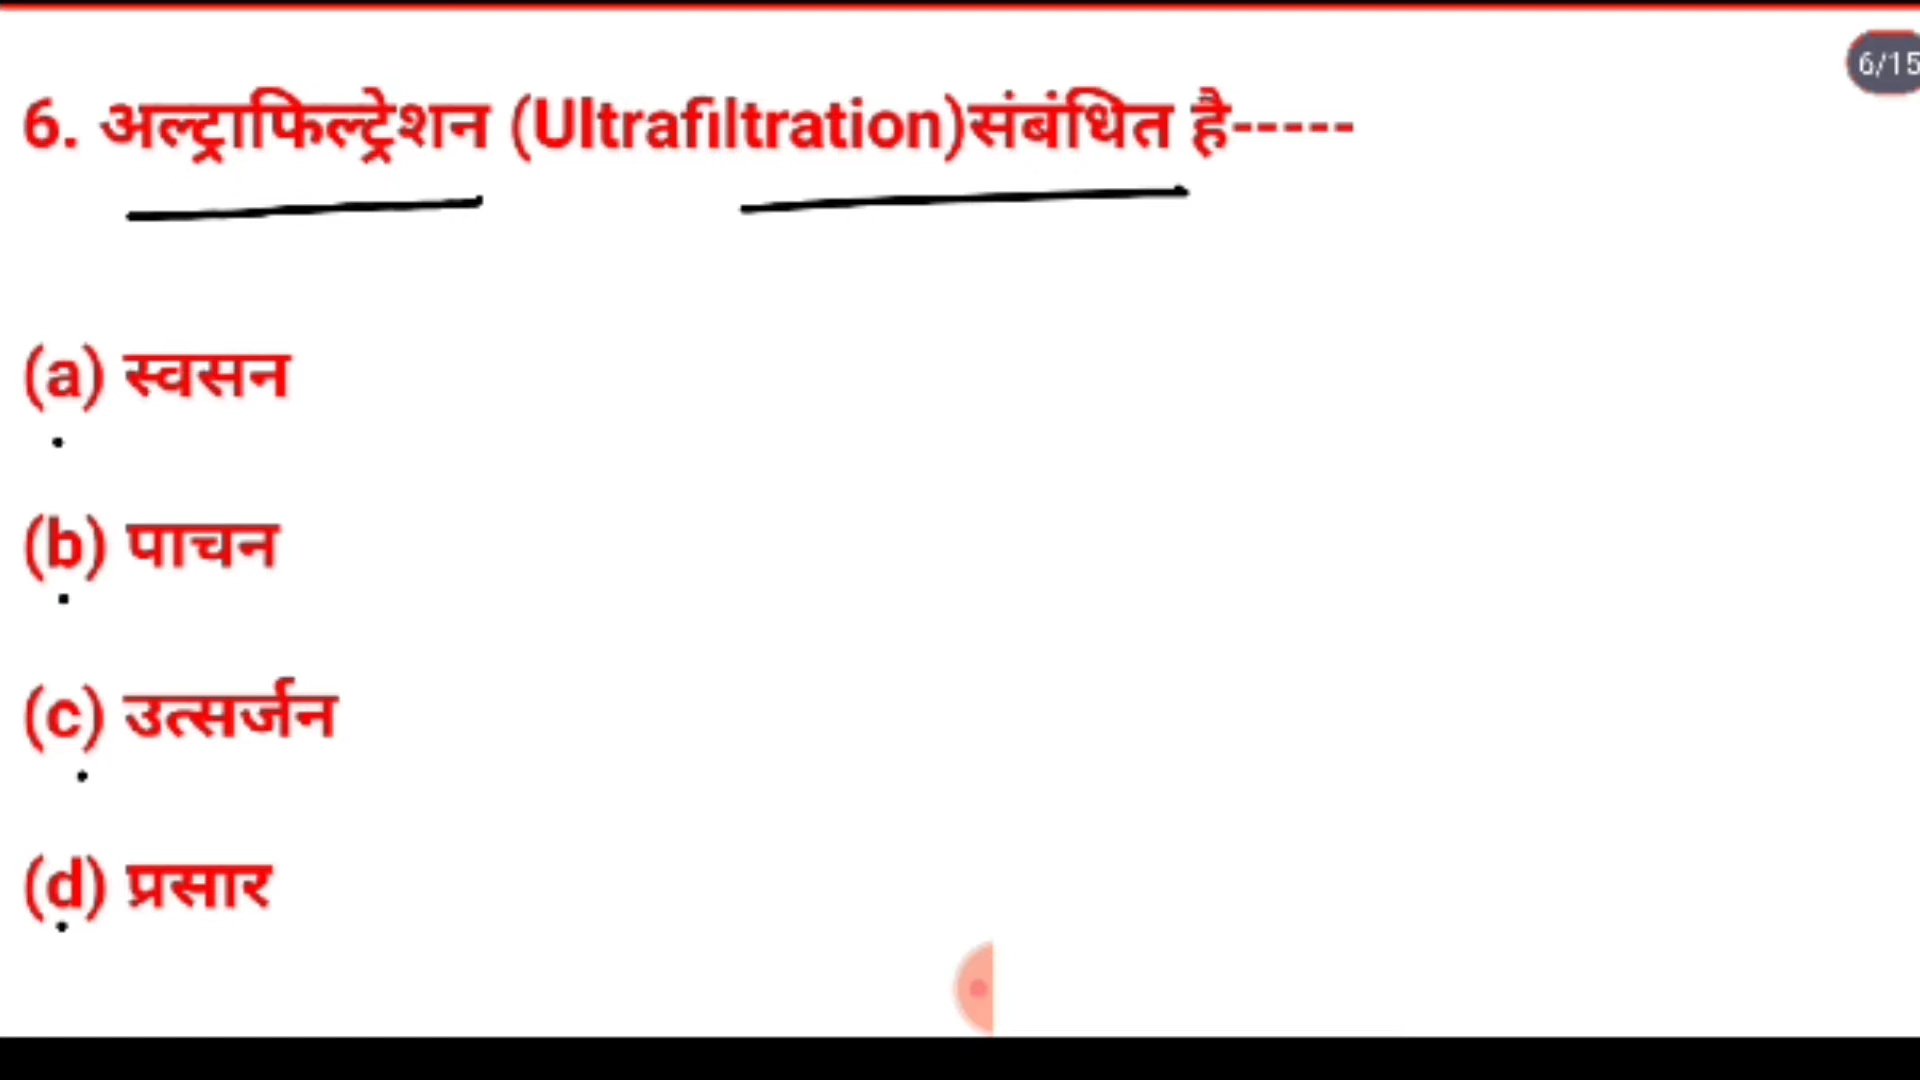 6/15
6. अल्ट्राफिल्ट्रेशन (Ultrafiltration)संबंधित है-----
(a) स्वसन
(b) पाचन
(c) उत्सर्जन
(d) प्रसार